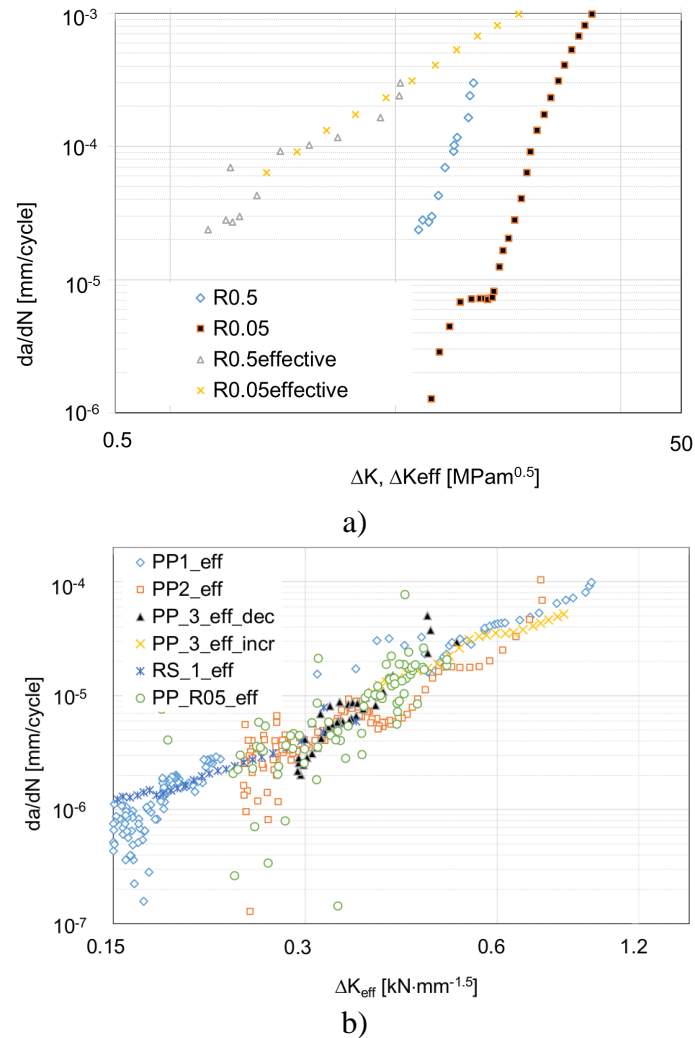 10-3
10-4
10-5
10-6
da/dN [mm/cycle]
R0.5
R0.05
R0.5effective
R0.05effective
0.5
50
ΔK, ΔKeff [MPam0.5]
a)
10-4
10-5
10-6
10-7
da/dN [mm/cycle]
PP1_eff
PP2_eff
PP_3_eff_dec
PP_3_eff_incr
RS_1_eff
PP_R05_eff
0.15
0.3
0.6
1.2
ΔKeff [kN·mm-1.5]
b)